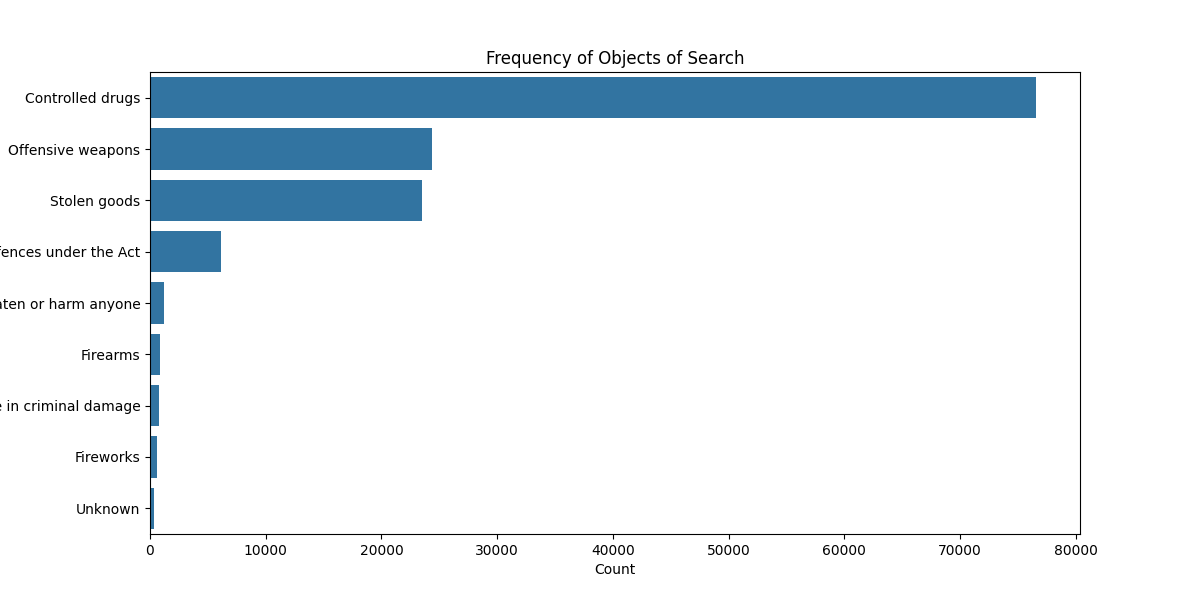 Frequency of Objects of Search
Controlled drugs
Offensive weapons
Stolen goods
fences under the Act
or harm anyone
Firearms
in criminal damage
Fireworks
Unknown
0 10000 20000 30000 40000 50000 60000 70000 80000
Count